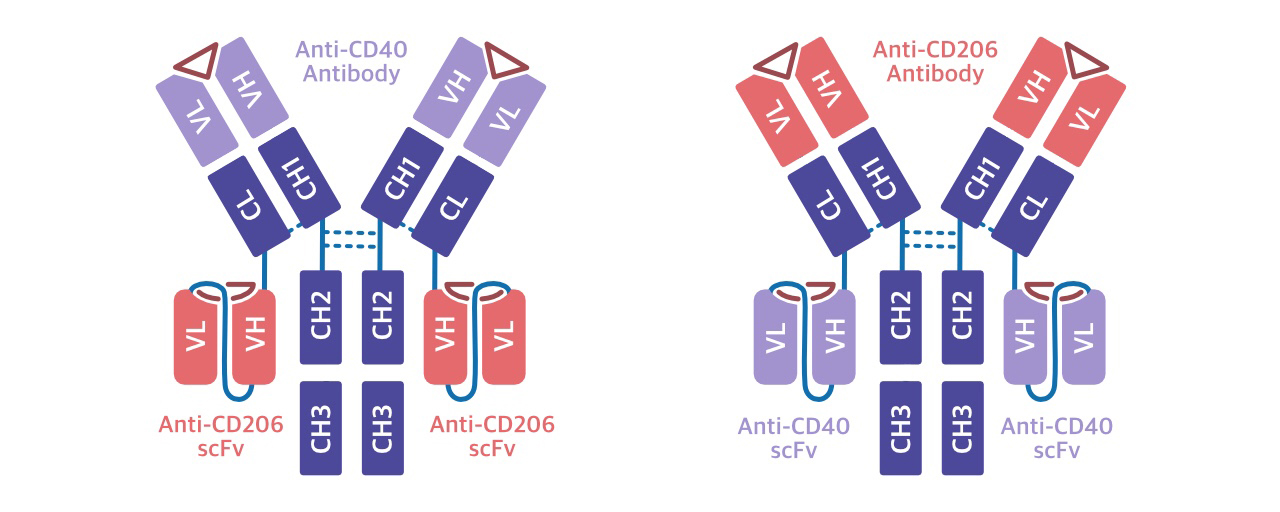 Anti-CD40
Antibody
VL
VH
VH
VL
CL
CH1
CH1
CL
VL
VH
CH2
CH2
VH
VL
CH3
CH3
Anti-CD206
scFv
Anti-CD206
scFv
Anti-CD206
Antibody
VL
VH
VH
VL
CL
CH1
CH1
CL
VL
VH
CH2
CH2
VH
VL
CH3
CH3
Anti-CD40
scFv
Anti-CD40
scFv